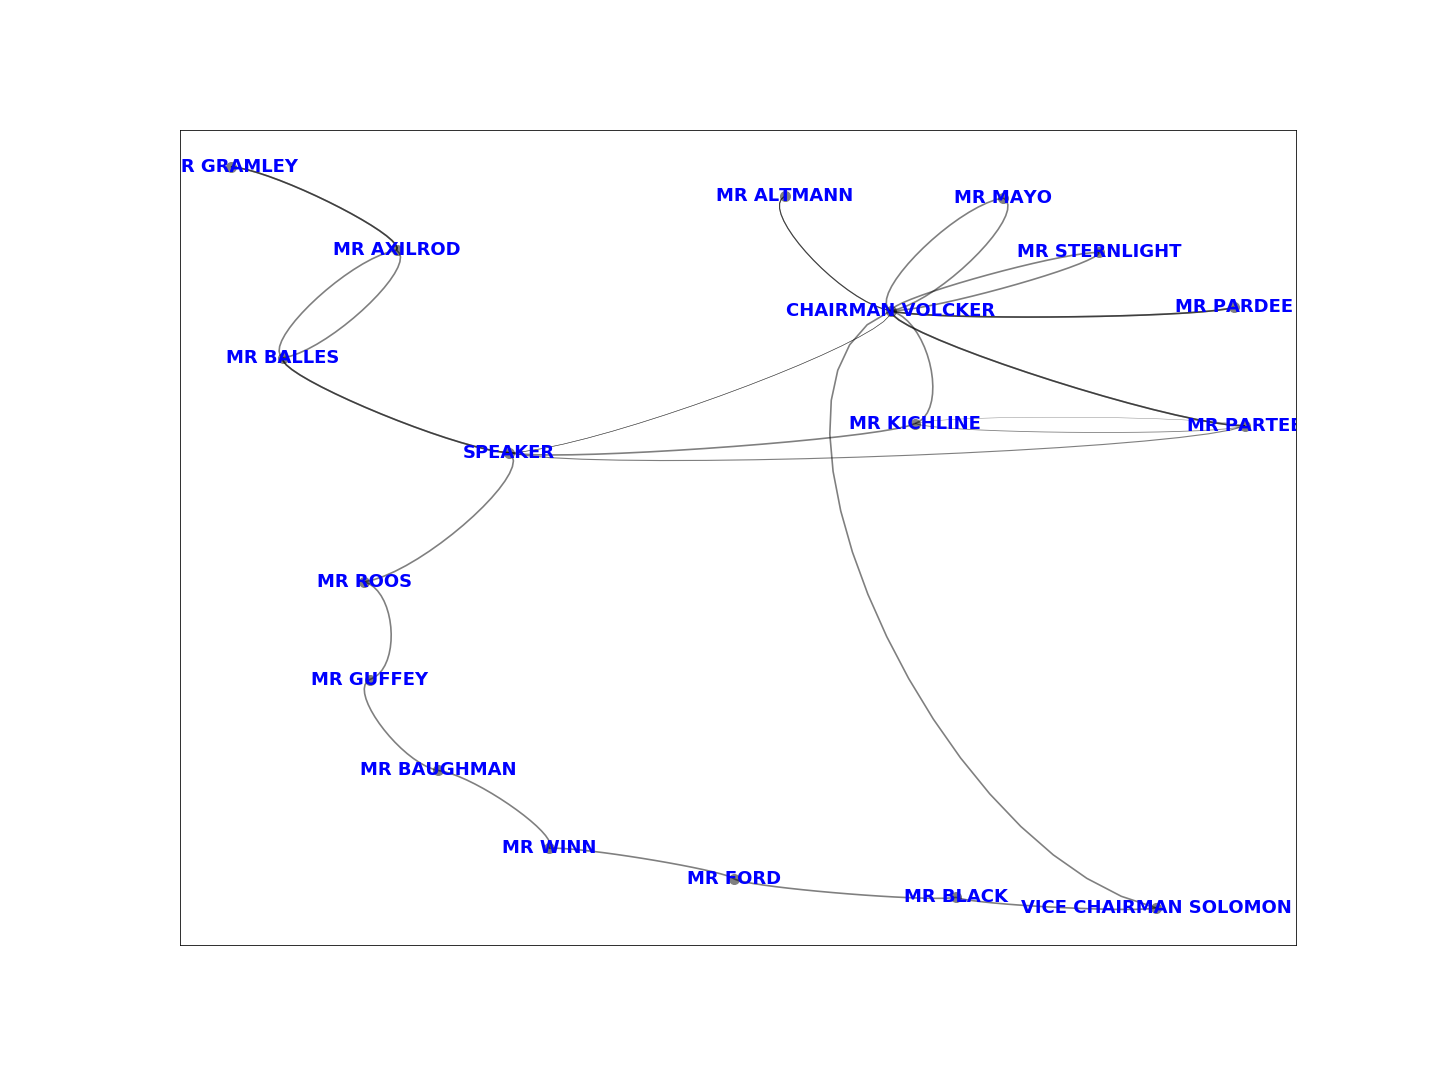 R GRAMLEY
MR ALTMANN
MR MAYO
MR AXILROD
MR STERNLIGHT
MR PARDEE
CHAIRMAN VOLCKER
MR BALLES
MR KICHLINE
MR PARTEE
SPEAKER
MR ROOS
MR GUFFEY
MR BAUGHMAN
MR WINN
MR FORD
MR BLACK
VICE CHAIRMAN SOLOMON